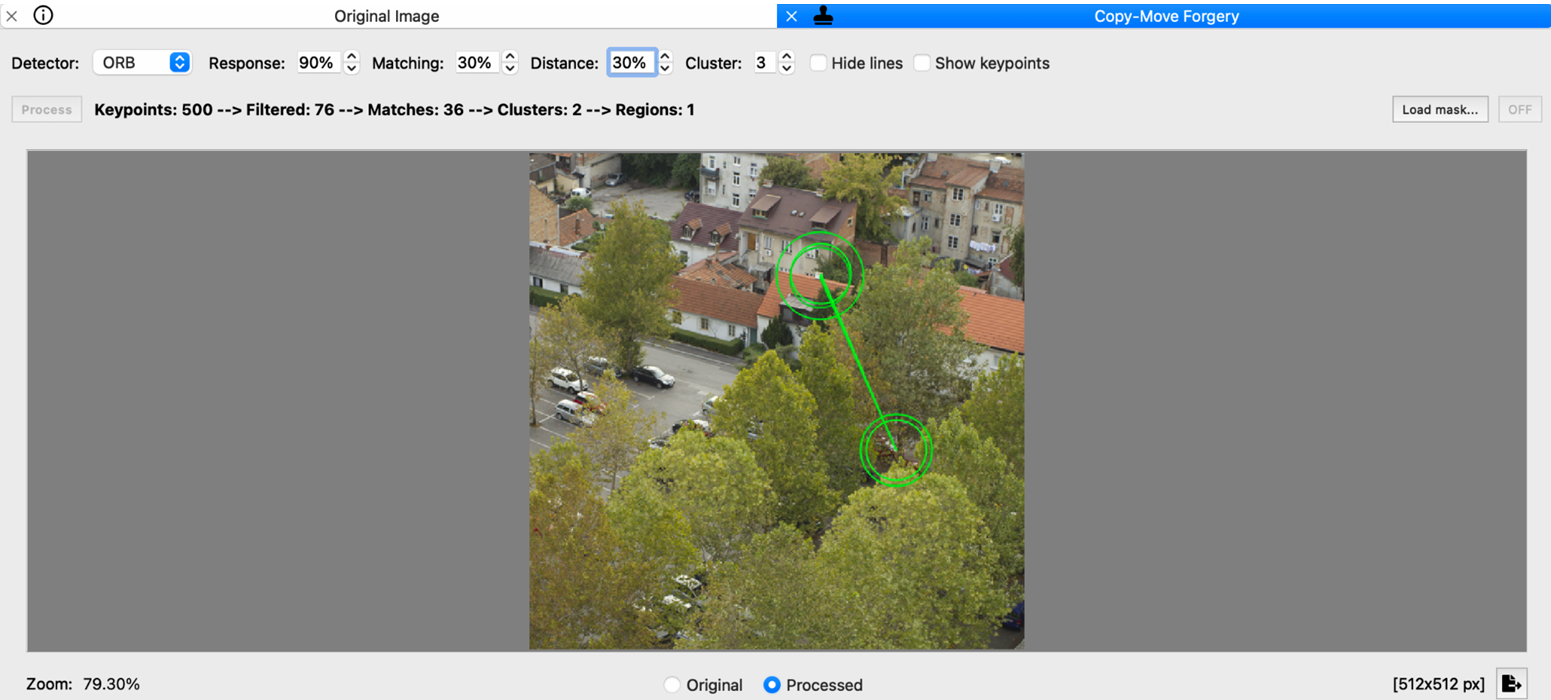 Original Image
Copy-Move Forgery
Detector: ORB Response: 90% Matching: 30% Distance: 30% Cluster: 3 Hide lines Show keypoints
Process Keypoints: 500 --> Filtered: 76 --> Matches: 36 --> Clusters: 2 --> Regions: 1 Load mask... OFF
Zoom: 79.30% Original Processed [512x512 px]